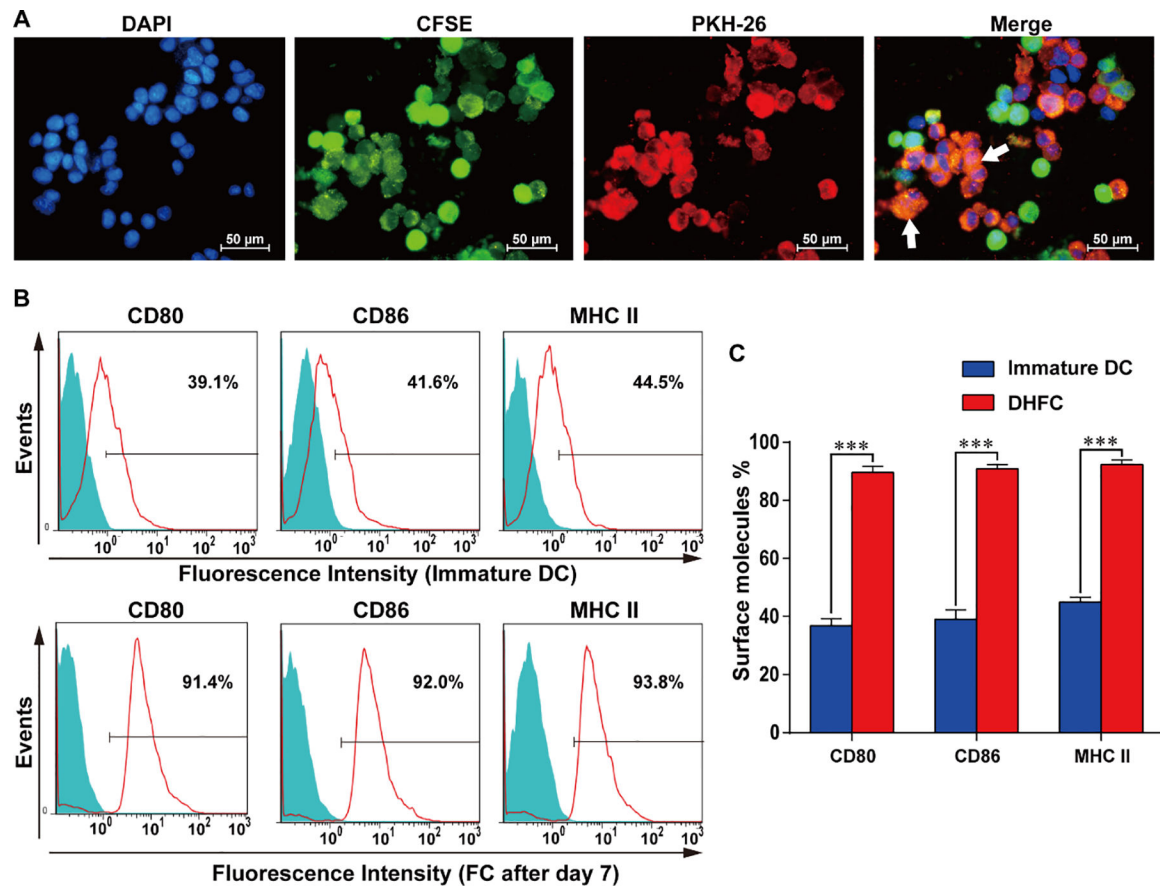 A
DAPI CFSE PKH-26 Merge
50 µm 50 µm 50 µm 50 µm
B
CD80 CD86 MHC II
Events
39.1% 41.6% 44.5%
0
10⁰ 10¹ 10² 10³ 10⁰ 10¹ 10² 10³ 10⁰ 10¹ 10² 10³
Fluorescence Intensity (Immature DC)
CD80 CD86 MHC II
Events
91.4% 92.0% 93.8%
0
10⁰ 10¹ 10² 10³ 10⁰ 10¹ 10² 10³ 10⁰ 10¹ 10² 10³
Fluorescence Intensity (FC after day 7)
C
Immature DC
DHFC
Surface molecules %
100
80
60
40
20
0
*** *** ***
CD80 CD86 MHC II